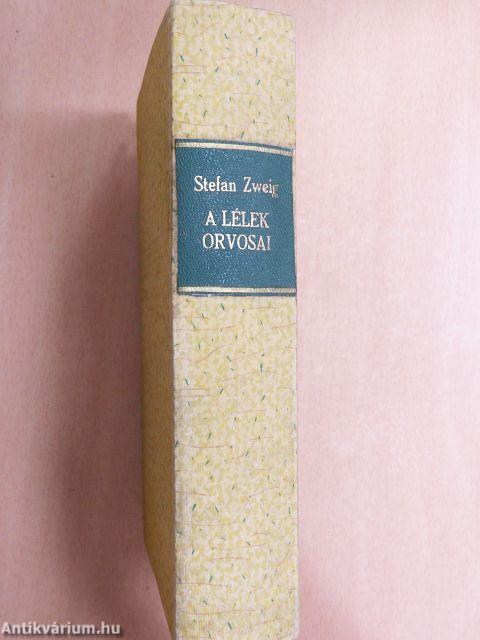 Stefan Zweig
A LÉLEK
ORVOSAI
Antikvárium.hu